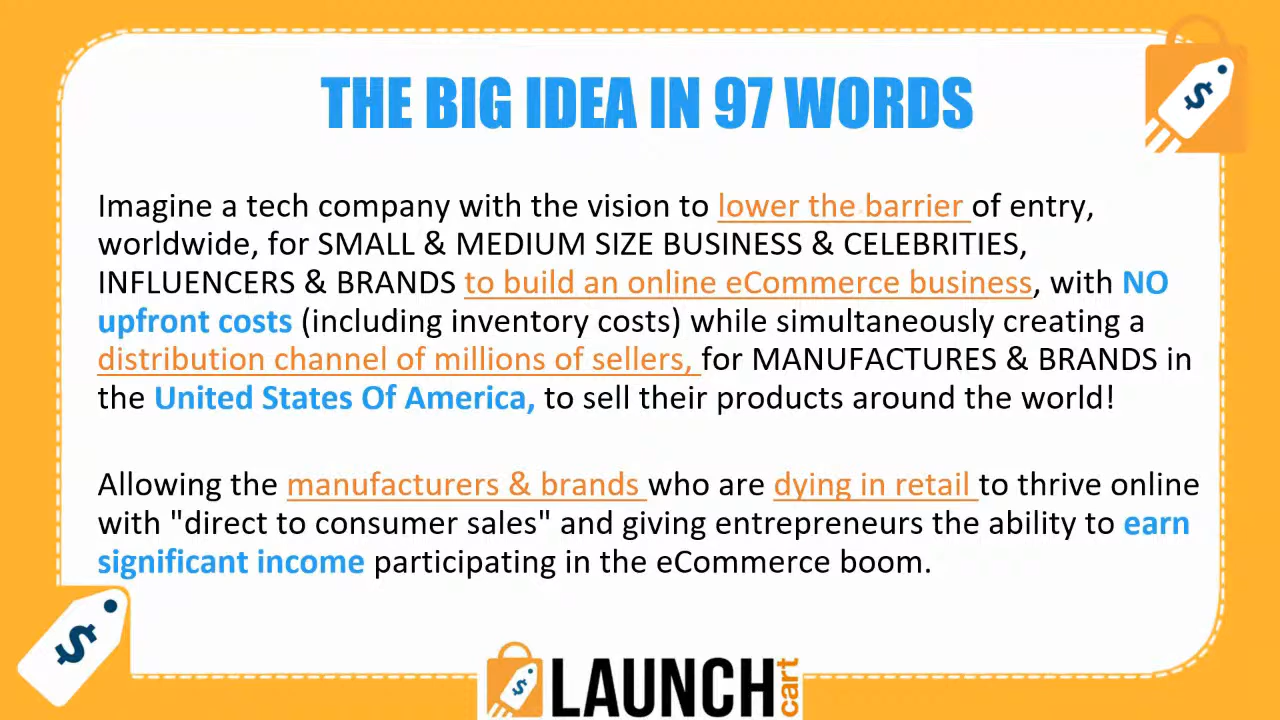 THE BIG IDEA IN 97 WORDS
Imagine a tech company with the vision to lower the barrier of entry,
worldwide, for SMALL & MEDIUM SIZE BUSINESS & CELEBRITIES,
INFLUENCERS & BRANDS to build an online eCommerce business, with NO
upfront costs (including inventory costs) while simultaneously creating a
distribution channel of millions of sellers, for MANUFACTURES & BRANDS in
the United States Of America, to sell their products around the world!
Allowing the manufacturers & brands who are dying in retail to thrive online
with "direct to consumer sales" and giving entrepreneurs the ability to earn
significant income participating in the eCommerce boom.
$
$
$
LAUNCH cart